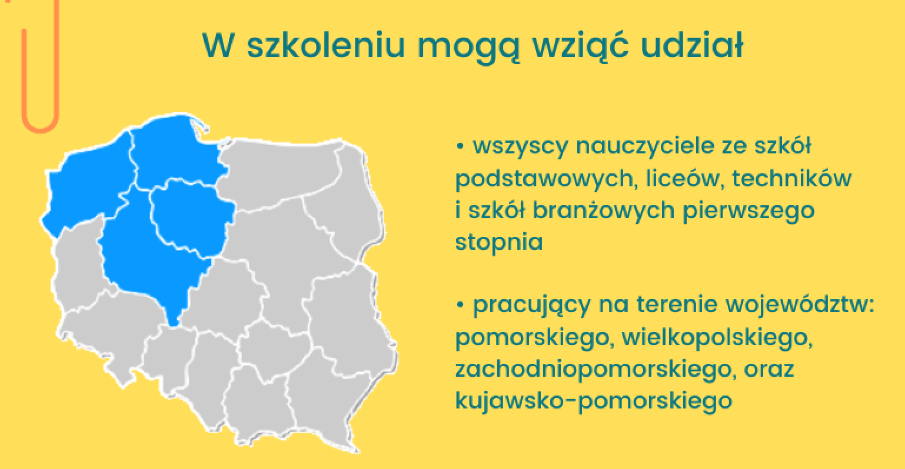 W szkoleniu mogą wziąć udział
• wszyscy nauczyciele ze szkół
podstawowych, liceów, techników
i szkół branżowych pierwszego
stopnia
• pracujący na terenie województw:
pomorskiego, wielkopolskiego,
zachodniopomorskiego, oraz
kujawsko-pomorskiego